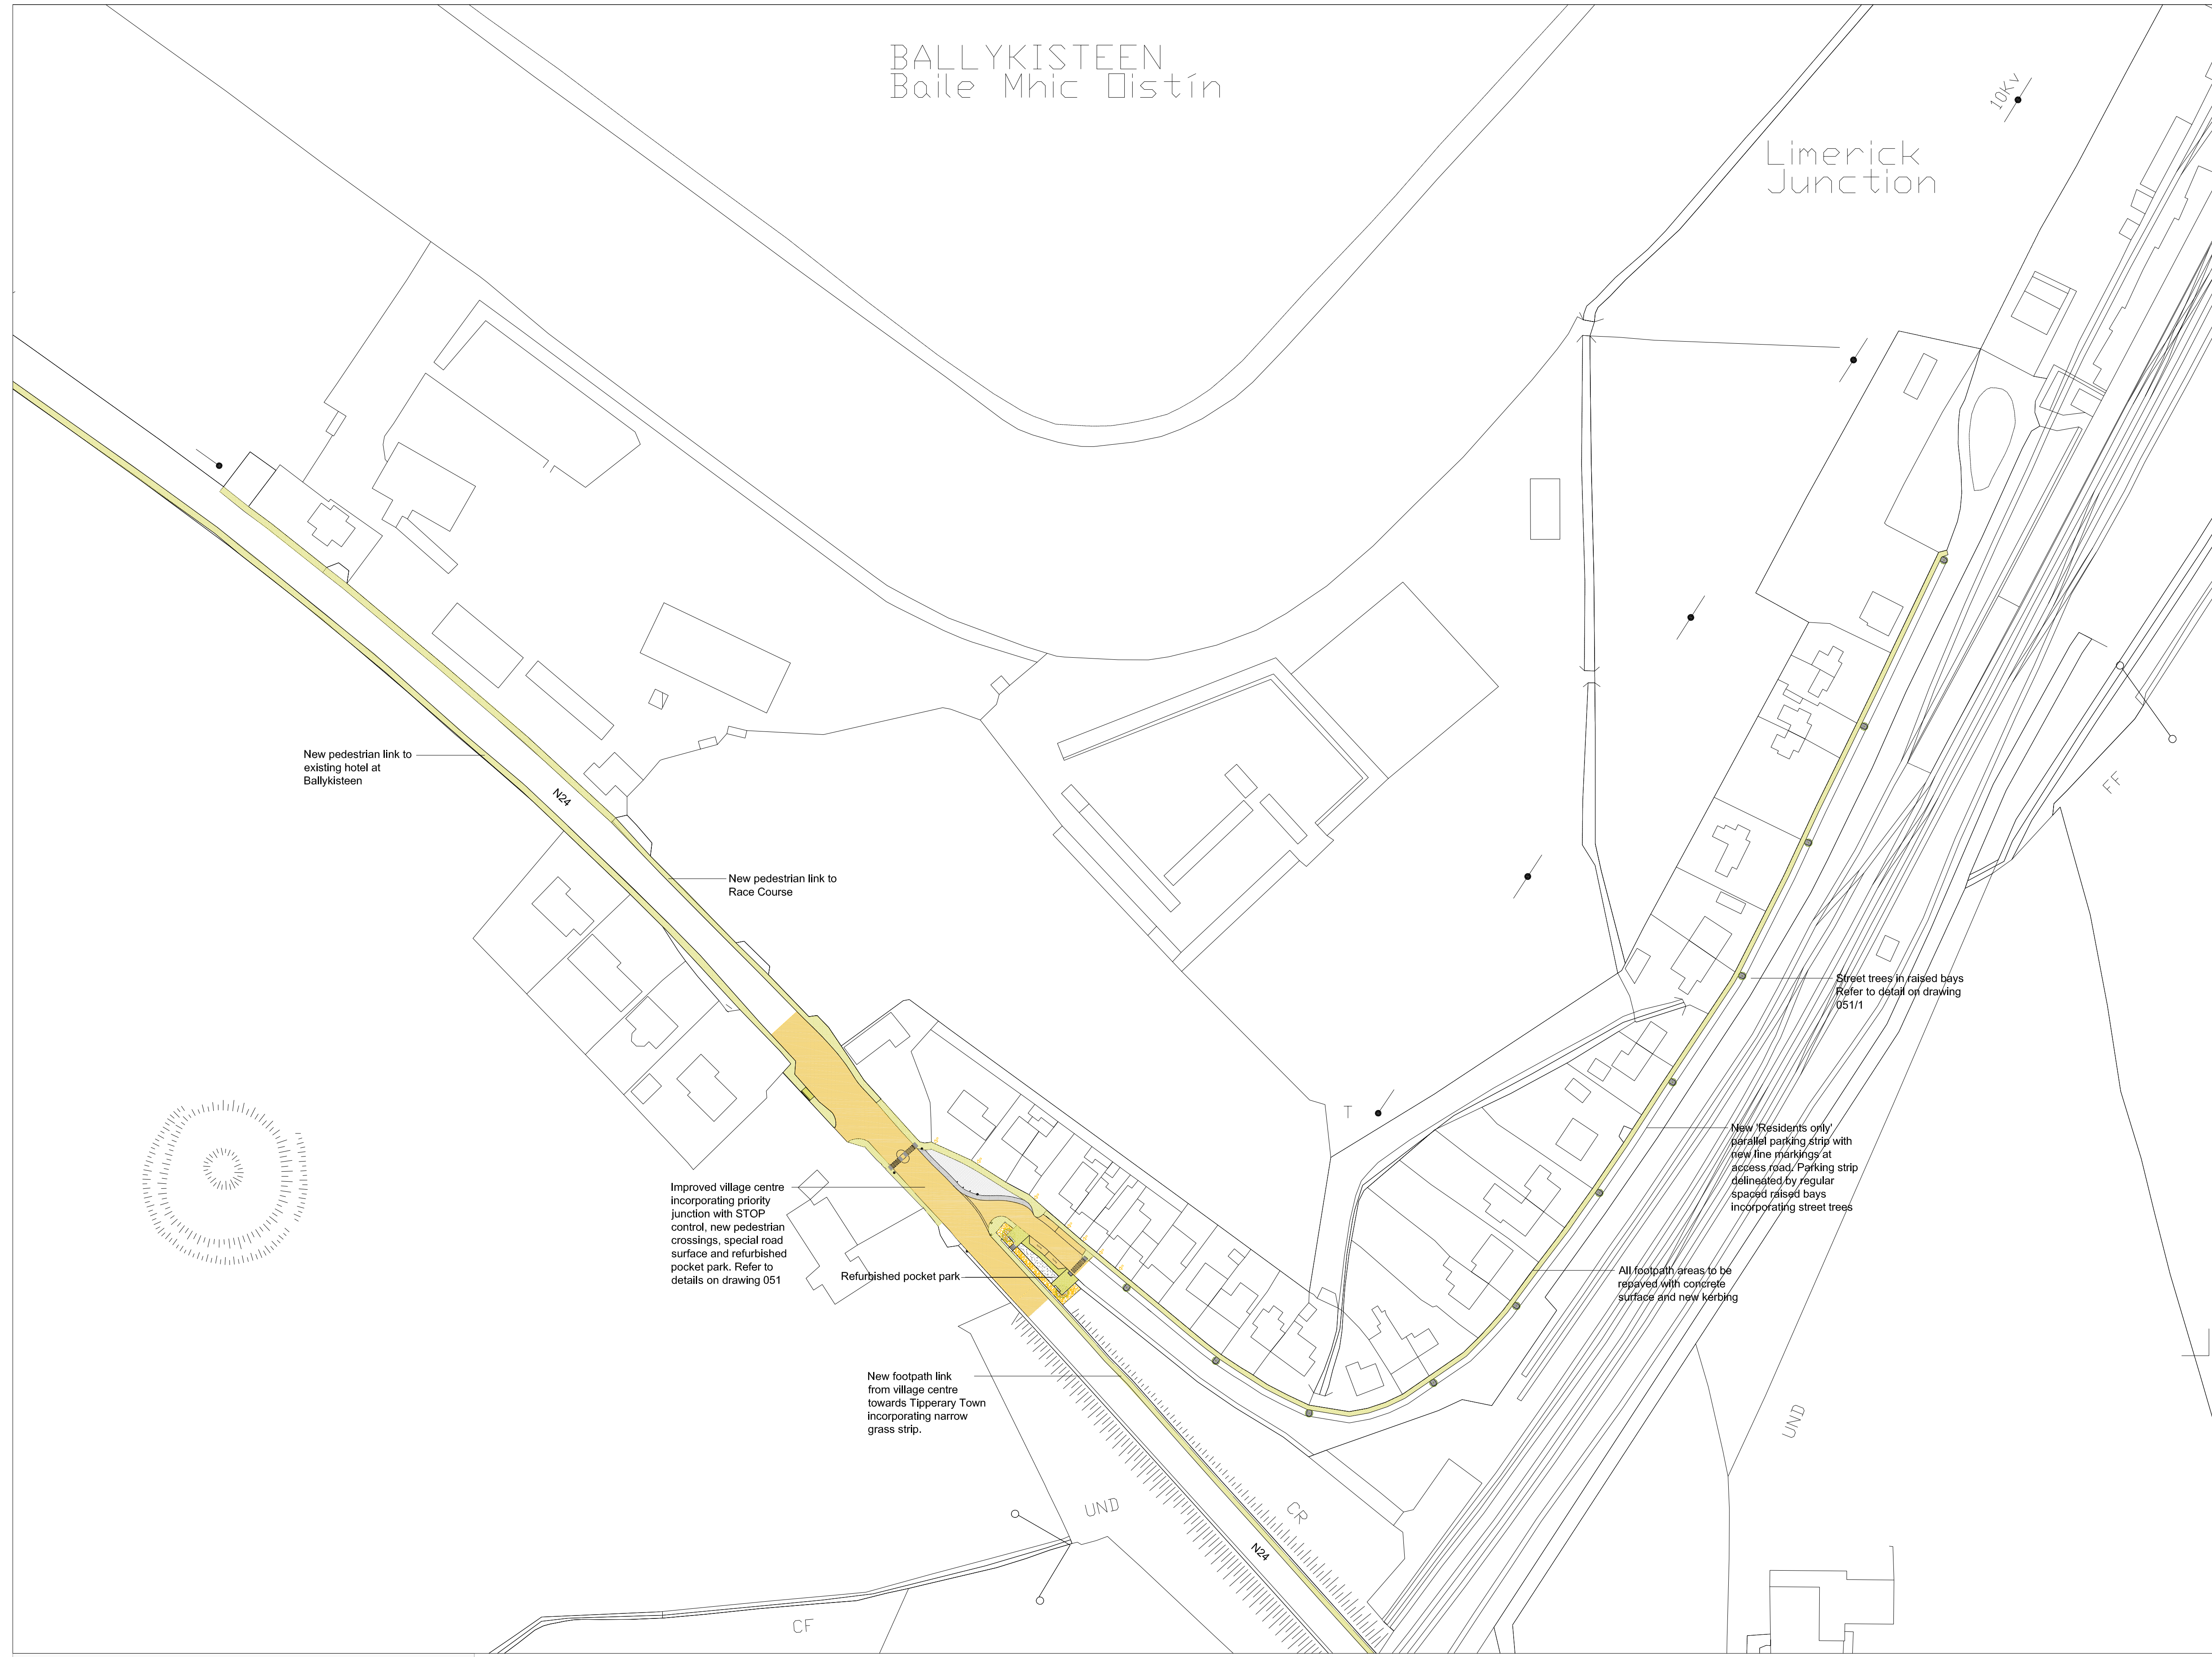 BALLYKISTEEN
Baile Mhic Oistín
10Kv
Limerick
Junction
New pedestrian link to
existing hotel at
Ballykisteen
N24
New pedestrian link to
Race Course
FF
Street trees in raised bays
Refer to detail on drawing
051/1
T
New 'Residents only'
parallel parking strip with
new line markings at
access road. Parking strip
delineated by regular
spaced raised bays
incorporating street trees
Improved village centre
incorporating priority
junction with STOP
control, new pedestrian
crossings, special road
surface and refurbished
pocket park. Refer to
details on drawing 051
Refurbished pocket park
All footpath areas to be
repaved with concrete
surface and new kerbing
New footpath link
from village centre
towards Tipperary Town
incorporating narrow
grass strip.
UND
UND
CR
N24
CF